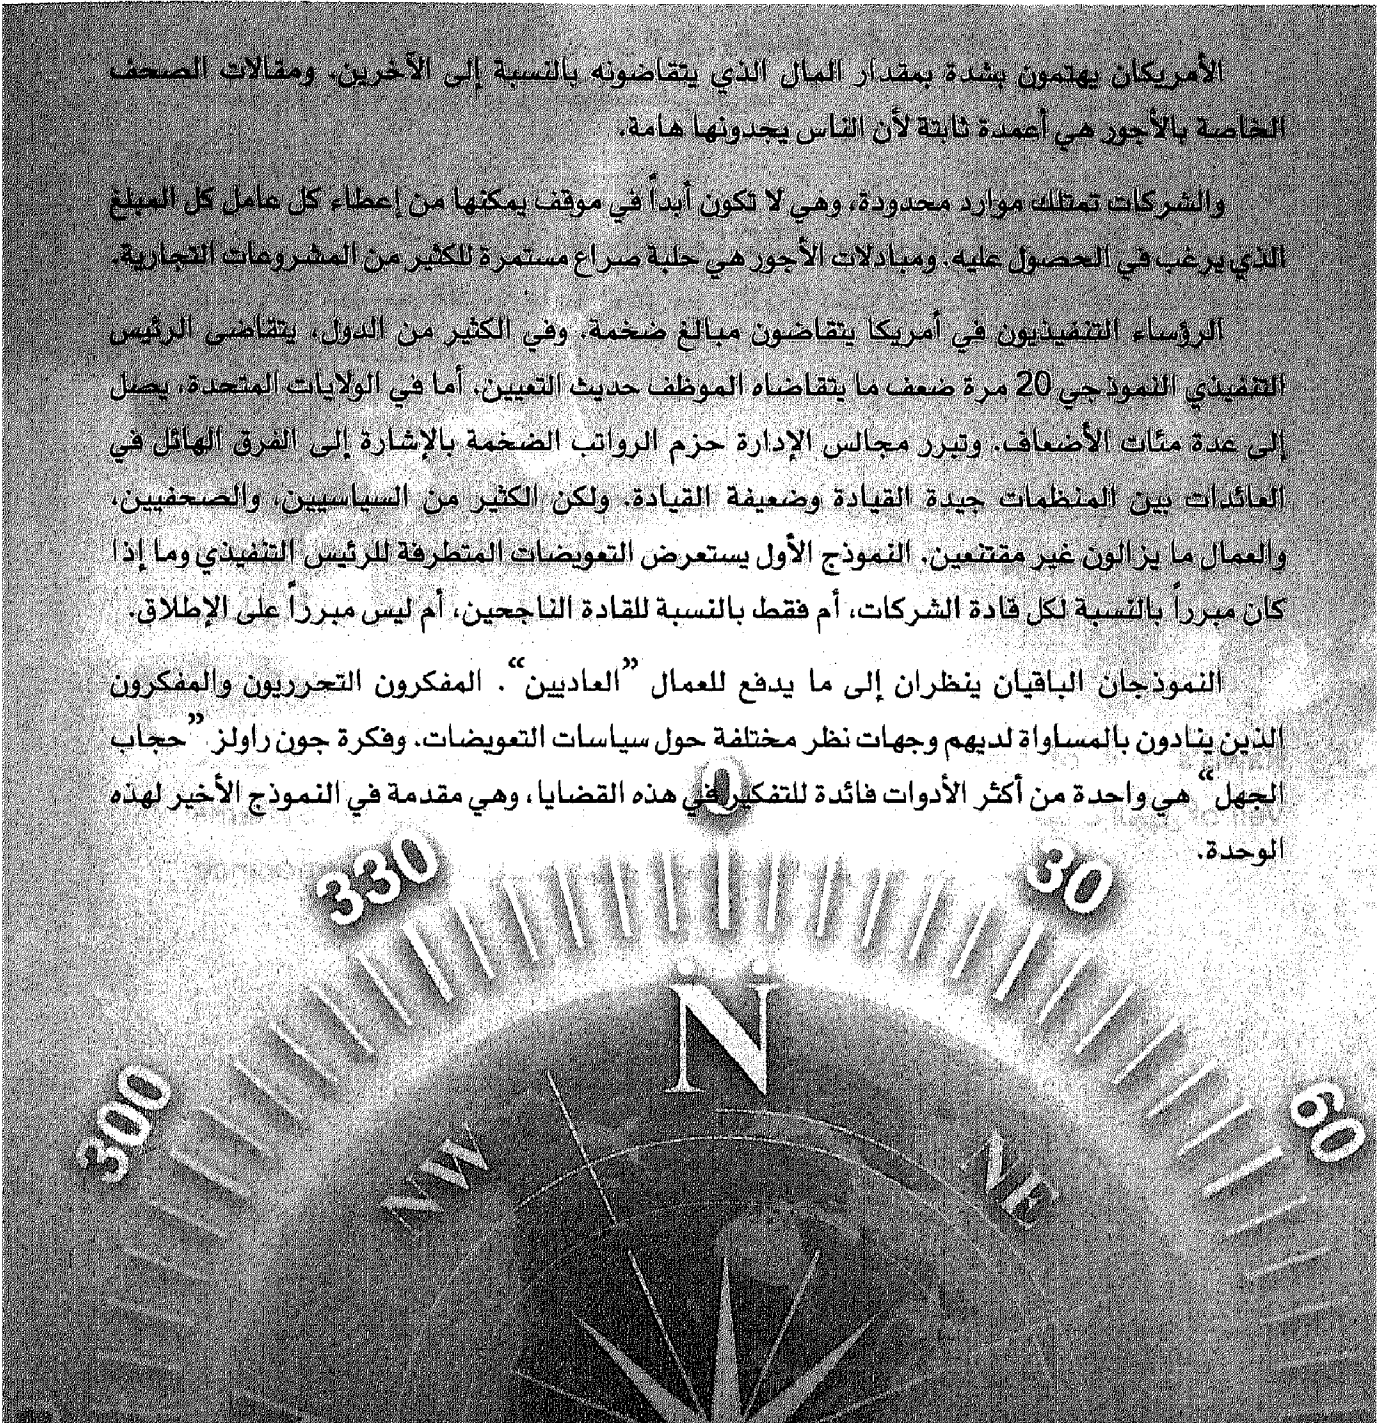 الأمريكان يهتمون بشدة بمقدار المال الذي يتقاضونه بالنسبة إلى الآخرين. ومقالات الصحف
الخاصة بالأجور هي أعمدة ثابتة لأن الناس يجدونها هامة.
والشركات تمتلك موارد محدودة، وهي لا تكون أبداً في موقف يمكنها من إعطاء كل عامل كل المبلغ
الذي يرغب في الحصول عليه. ومبادلات الأجور هي حلبة صراع مستمرة للكثير من المشروعات التجارية.
الرؤساء التنفيذيون في أمريكا يتقاضون مبالغ ضخمة. وفي الكثير من الدول، يتقاضى الرئيس
التنفيذي النموذجي 20 مرة ضعف ما يتقاضاه الموظف حديث التعيين. أما في الولايات المتحدة، يصل
إلى عدة مئات الأضعاف. وتبرر مجالس الإدارة حزم الرواتب الضخمة بالإشارة إلى الفرق الهائل في
العائدات بين المنظمات جيدة القيادة وضعيفة القيادة. ولكن الكثير من السياسيين، والصحفيين،
والعمال ما يزالون غير مقتنعين. النموذج الأول يستعرض التعويضات المتطرفة للرئيس التنفيذي وما إذا
كان مبرراً بالنسبة لكل قادة الشركات، أم فقط بالنسبة للقادة الناجحين، أم ليس مبرراً على الإطلاق.
النموذجان الباقيان ينظران إلى ما يدفع للعمال ”العاديين“. المفكرون التحرريون والمفكرون
الذين ينادون بالمساواة لديهم وجهات نظر مختلفة حول سياسات التعويضات. وفكرة جون راولز ”حجاب
الجهل“ هي واحدة من أكثر الأدوات فائدة للتفكير في هذه القضايا، وهي مقدمة في النموذج الأخير لهذه
الوحدة.
0
330
30
300
60
N
NW
NE